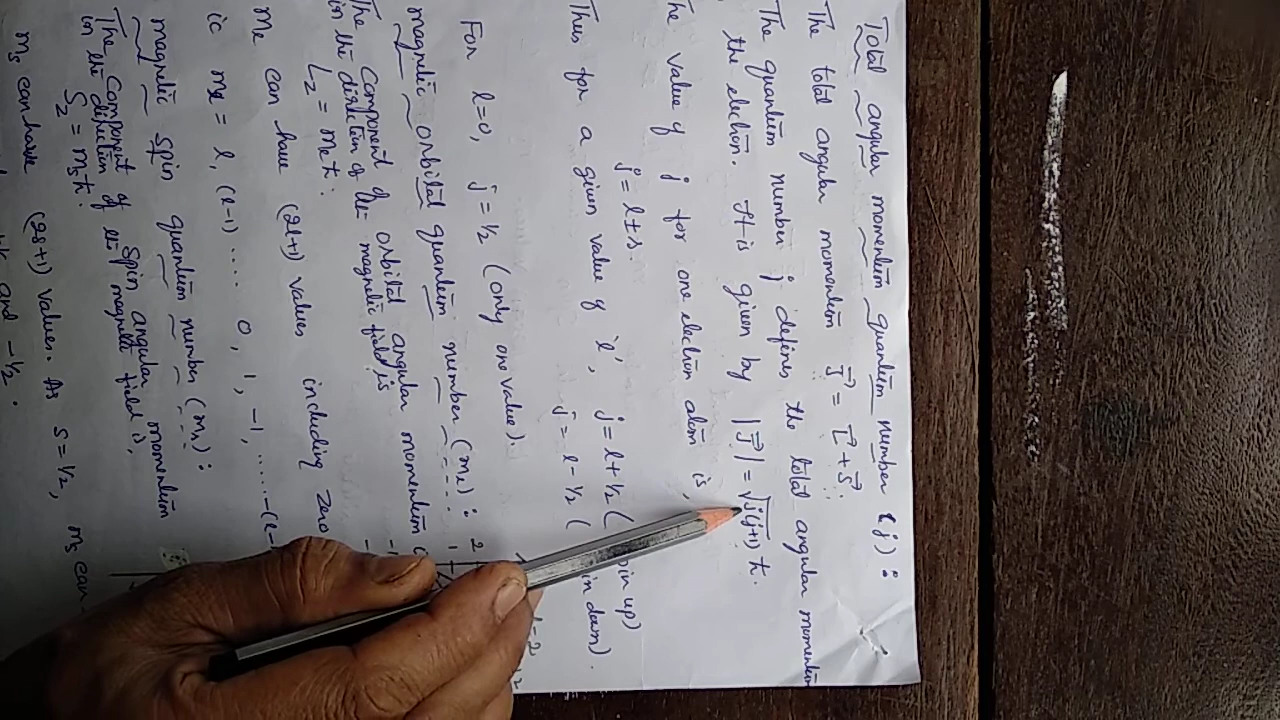 Total angular momentum quantum number (j) :
The total angular momentum J⃗ = L⃗ + S⃗ .
The quantum number j defines the total angular momentum
the electron. It is given by |J⃗| = √j(j+1) ħ .
The value of j for one electron atom is,
j = l ± s .
Thus for a given value of 'l', j = l + 1/2 ( pin up)
j = l - 1/2 ( in down) .
For l=0, j = 1/2 (only one value) .
magnetic orbital quantum number (ml) :
The component of orbital angular momentum
in the direction of the magnetic field is
Lz = ml ħ .
ml can have (2l+1) values including zero
ie ml = l, (l-1) .... 0, 1, -1, ..... -(l-
magnetic spin quantum number (ms) :
The component of spin angular momentum
in the direction of the magnetic field is,
Sz = ms ħ .
ms can have (2s+1) values. As s = 1/2, ms can
and -1/2 .